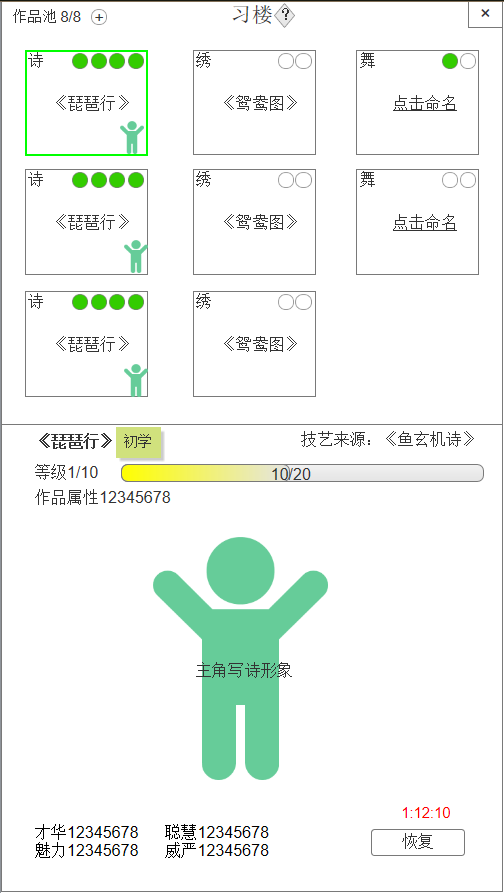 作品池 8/8 +
习楼 ?
×
诗
《琵琶行》
绣
《鸳鸯图》
舞
点击命名
诗
《琵琶行》
绣
《鸳鸯图》
舞
点击命名
诗
《琵琶行》
绣
《鸳鸯图》
《琵琶行》 初学 技艺来源：《鱼玄机诗》
等级1/10 10/20
作品属性12345678
主角写诗形象
1:12:10
才华12345678 聪慧12345678
魅力12345678 威严12345678
恢复